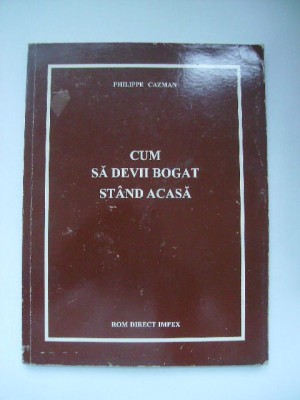 PHILIPPE CAZMAN
CUM
SĂ DEVII BOGAT
STÂND ACASĂ
ROM DIRECT IMPEX